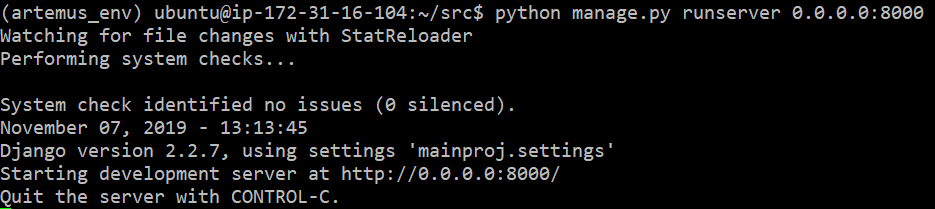 (artemus_env) ubuntu@ip-172-31-16-104:~/src$ python manage.py runserver 0.0.0.0:8000
Watching for file changes with StatReloader
Performing system checks...

System check identified no issues (0 silenced).
November 07, 2019 - 13:13:45
Django version 2.2.7, using settings 'mainproj.settings'
Starting development server at http://0.0.0.0:8000/
Quit the server with CONTROL-C.